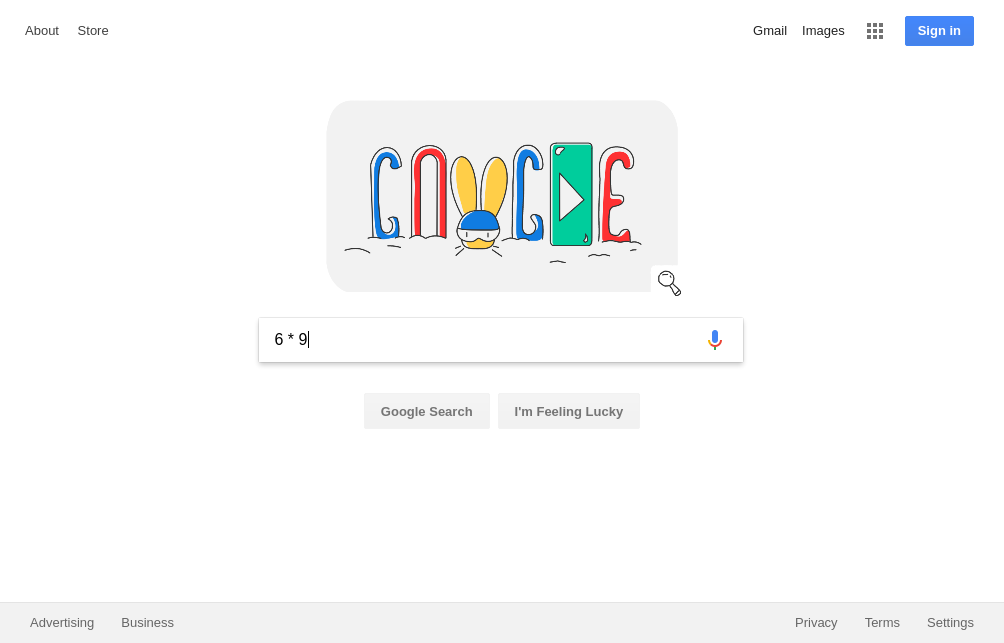 About Store
Gmail Images Sign in
6 * 9
Google Search I'm Feeling Lucky
Advertising Business
Privacy Terms Settings